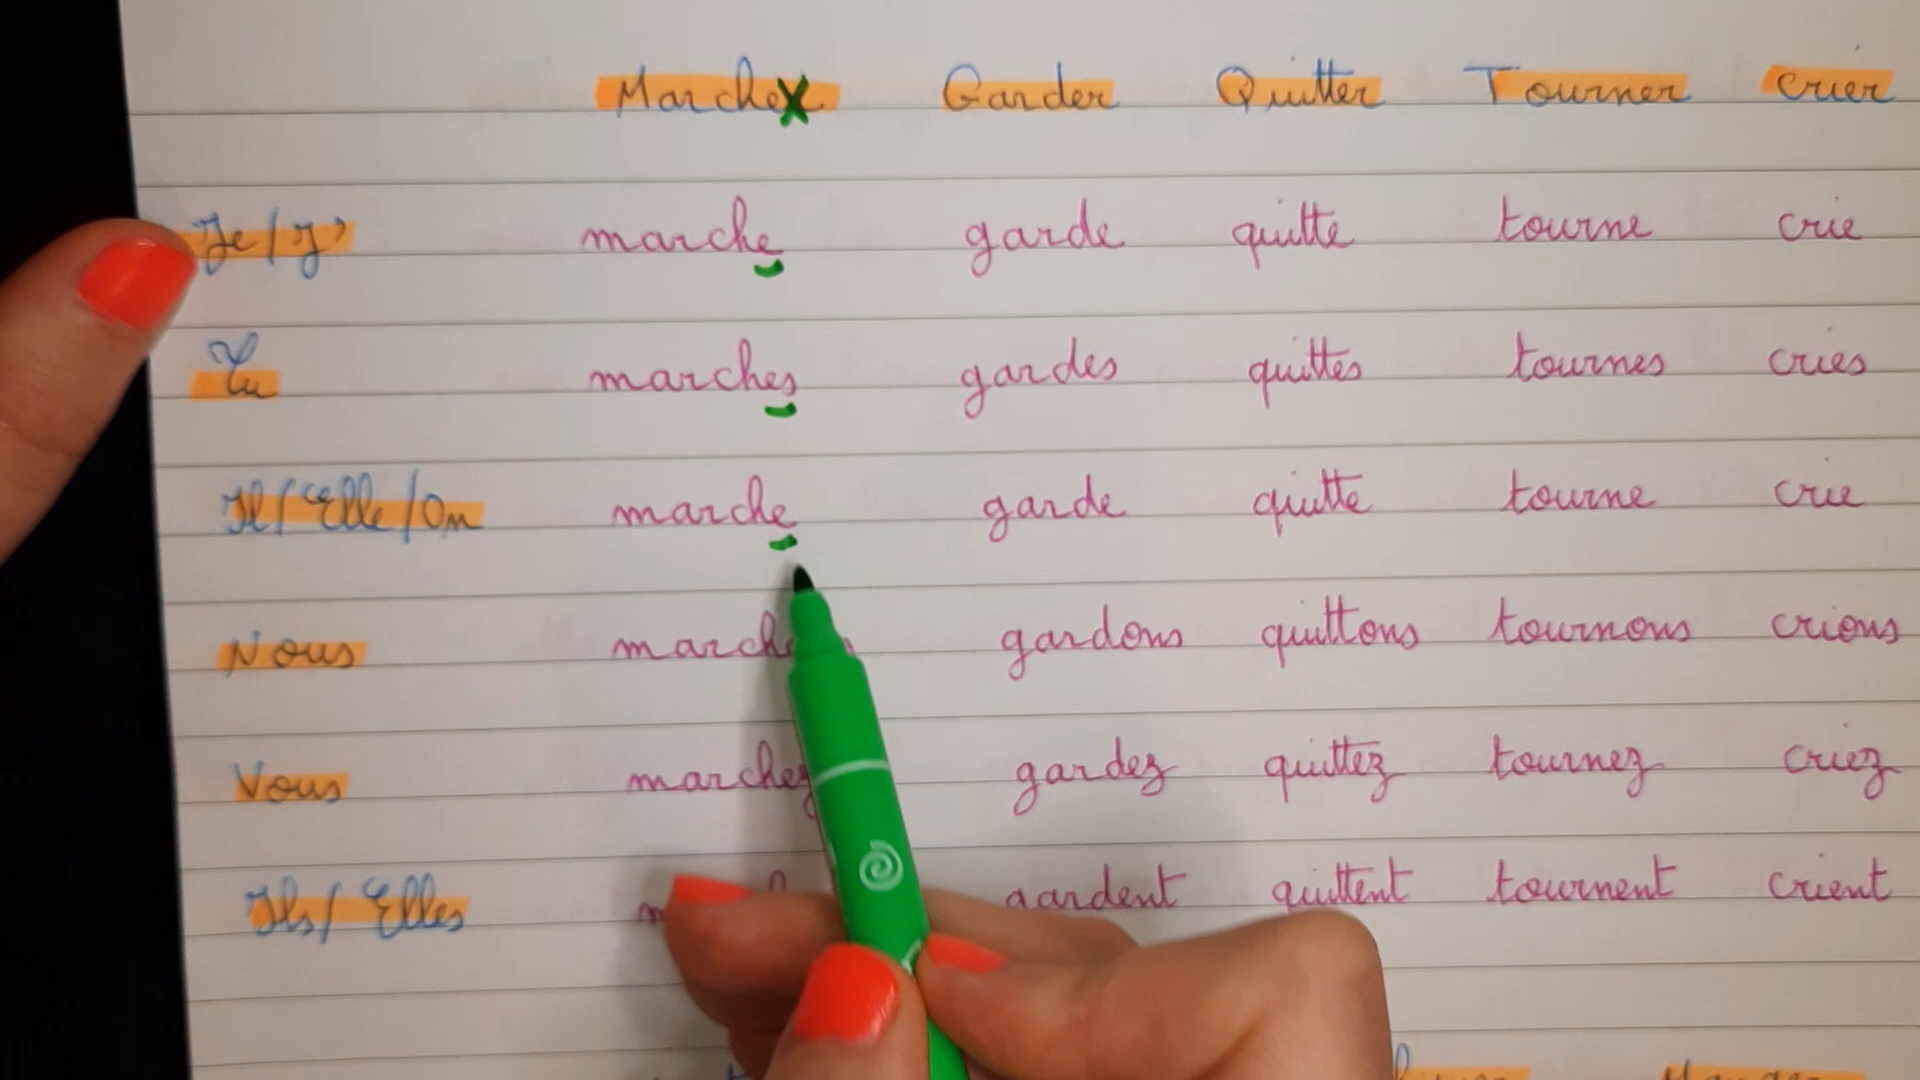 Marcher Garder Quitter Tourner Crier
Je/J' marche garde quitte tourne crie
Tu marches gardes quittes tournes cries
Il/Elle/On marche garde quitte tourne crie
Nous gardons quittons tournons crions
Vous marchez gardez quittez tournez criez
Ils/Elles gardent quittent tournent crient